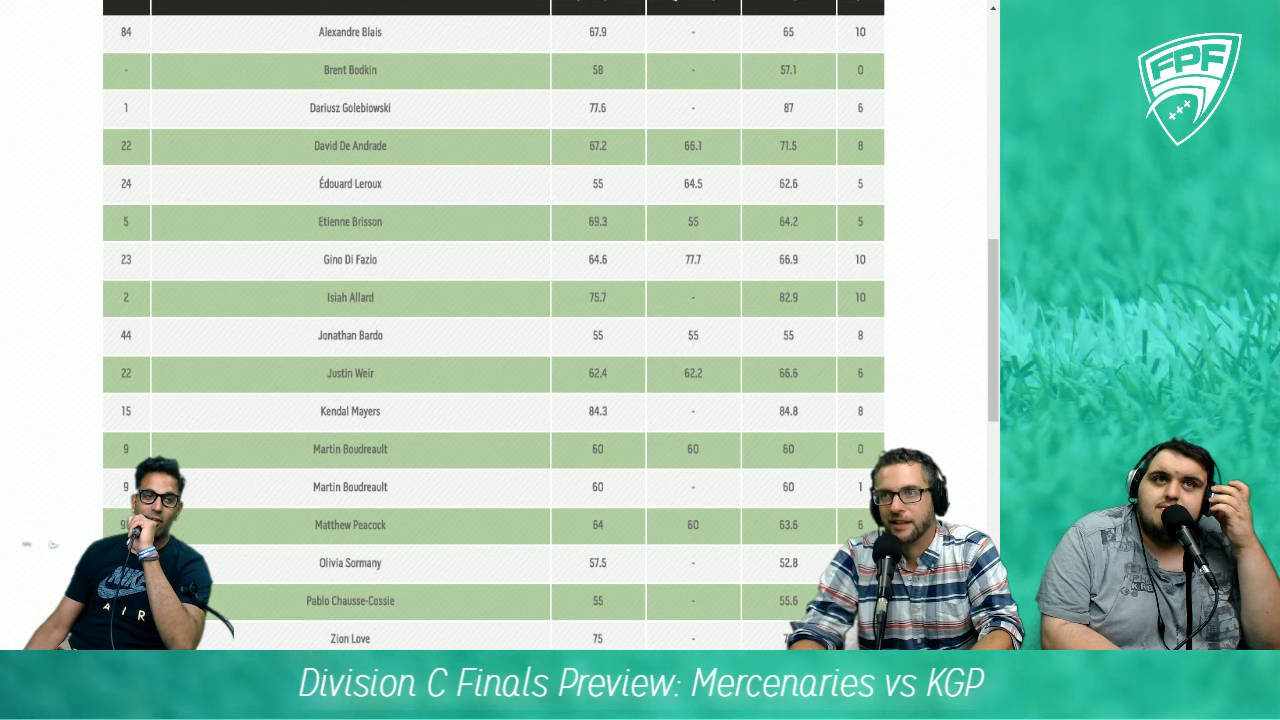 84 Alexandre Blais 67.9 - 65 10
- Brent Bodkin 58 - 57.1 0
1 Dariusz Golebiowski 77.6 - 87 6
22 David De Andrade 67.2 66.1 71.5 8
24 Édouard Leroux 55 64.5 62.6 5
5 Etienne Brisson 69.3 55 64.2 5
23 Gino Di Fazio 64.6 77.7 66.9 10
2 Isiah Allard 75.7 - 82.9 10
44 Jonathan Bardo 55 55 55 8
22 Justin Weir 62.4 62.2 66.6 6
15 Kendal Mayers 84.3 - 84.8 8
9 Martin Boudreault 60 60 60 0
9 Martin Boudreault 60 - 60 1
Matthew Peacock 64 60 63.6 6
Olivia Sormany 57.5 - 52.8
Pablo Chausse-Cossie 55 - 55.6
Zion Love 75 -
FPF
NIKE
AIR
Division C Finals Preview: Mercenaries vs KGP